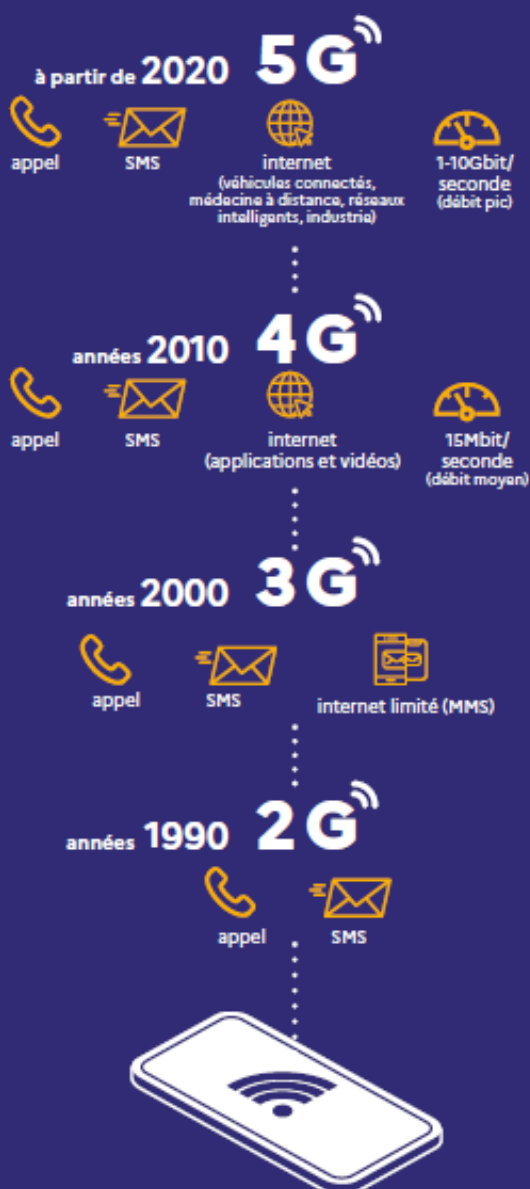 à partir de 2020 5G
appel
SMS
internet
(véhicules connectés,
médecine à distance, réseaux
intelligents, industrie)
1-10Gbit/
seconde
(débit pic)
années 2010 4G
appel
SMS
internet
(applications et vidéos)
15Mbit/
seconde
(débit moyen)
années 2000 3G
appel
SMS
internet limité (MMS)
années 1990 2G
appel
SMS